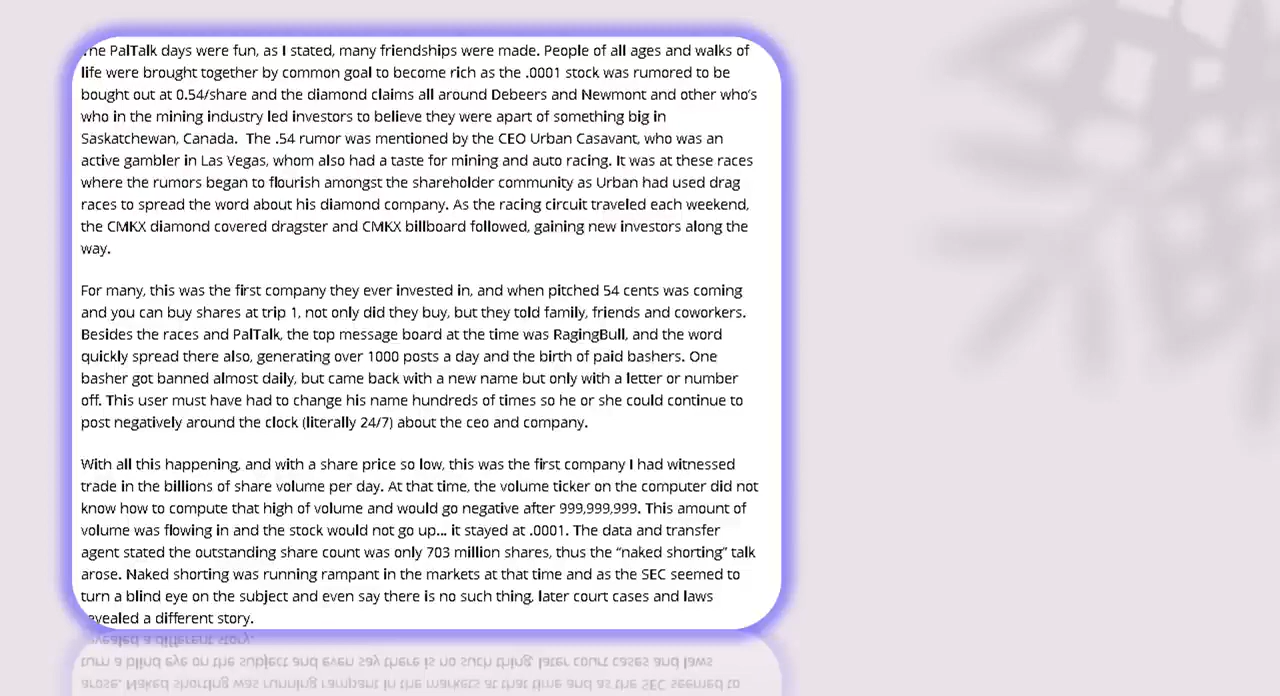 The PalTalk days were fun, as I stated, many friendships were made. People of all ages and walks of
life were brought together by common goal to become rich as the .0001 stock was rumored to be
bought out at 0.54/share and the diamond claims all around Debeers and Newmont and other who's
who in the mining industry led investors to believe they were apart of something big in
Saskatchewan, Canada.  The .54 rumor was mentioned by the CEO Urban Casavant, who was an
active gambler in Las Vegas, whom also had a taste for mining and auto racing. It was at these races
where the rumors began to flourish amongst the shareholder community as Urban had used drag
races to spread the word about his diamond company. As the racing circuit traveled each weekend,
the CMKX diamond covered dragster and CMKX billboard followed, gaining new investors along the
way.
For many, this was the first company they ever invested in, and when pitched 54 cents was coming
and you can buy shares at trip 1, not only did they buy, but they told family, friends and coworkers.
Besides the races and PalTalk, the top message board at the time was RagingBull, and the word
quickly spread there also, generating over 1000 posts a day and the birth of paid bashers. One
basher got banned almost daily, but came back with a new name but only with a letter or number
off. This user must have had to change his name hundreds of times so he or she could continue to
post negatively around the clock (literally 24/7) about the ceo and company.
With all this happening, and with a share price so low, this was the first company I had witnessed
trade in the billions of share volume per day. At that time, the volume ticker on the computer did not
know how to compute that high of volume and would go negative after 999,999,999. This amount of
volume was flowing in and the stock would not go up... it stayed at .0001. The data and transfer
agent stated the outstanding share count was only 703 million shares, thus the “naked shorting” talk
arose. Naked shorting was running rampant in the markets at that time and as the SEC seemed to
turn a blind eye on the subject and even say there is no such thing, later court cases and laws
revealed a different story.